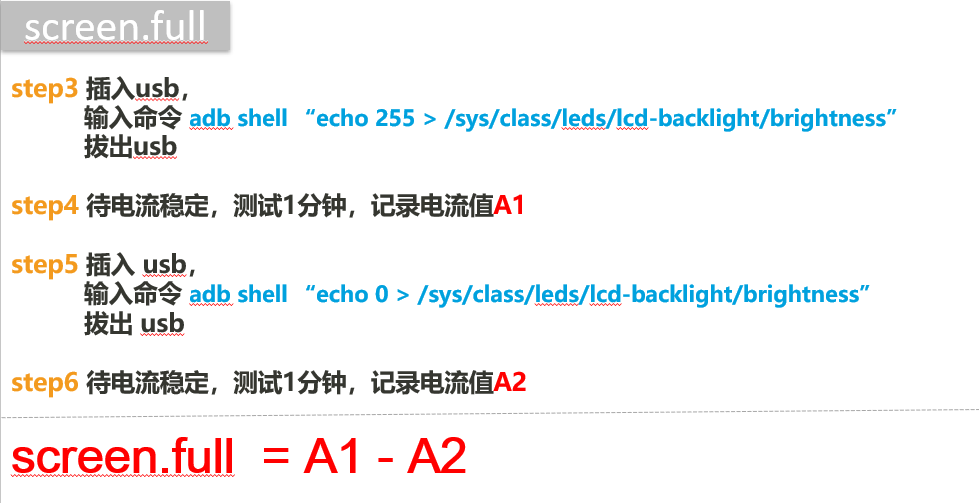 screen.full
step3 插入usb，
输入命令 adb shell “echo 255 > /sys/class/leds/lcd-backlight/brightness”
拔出usb
step4 待电流稳定，测试1分钟，记录电流值A1
step5 插入 usb，
输入命令 adb shell “echo 0 > /sys/class/leds/lcd-backlight/brightness”
拔出 usb
step6 待电流稳定，测试1分钟，记录电流值A2
screen.full = A1 - A2